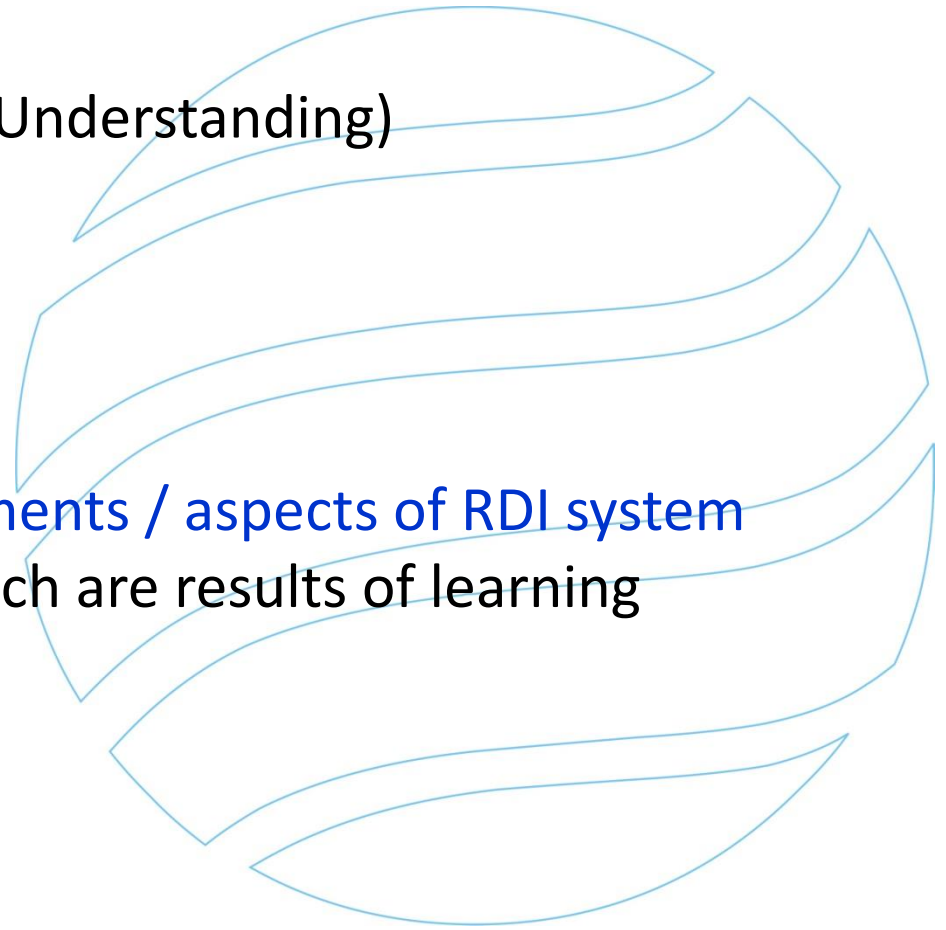 Understanding)
ments / aspects of RDI system
ch are results of learning